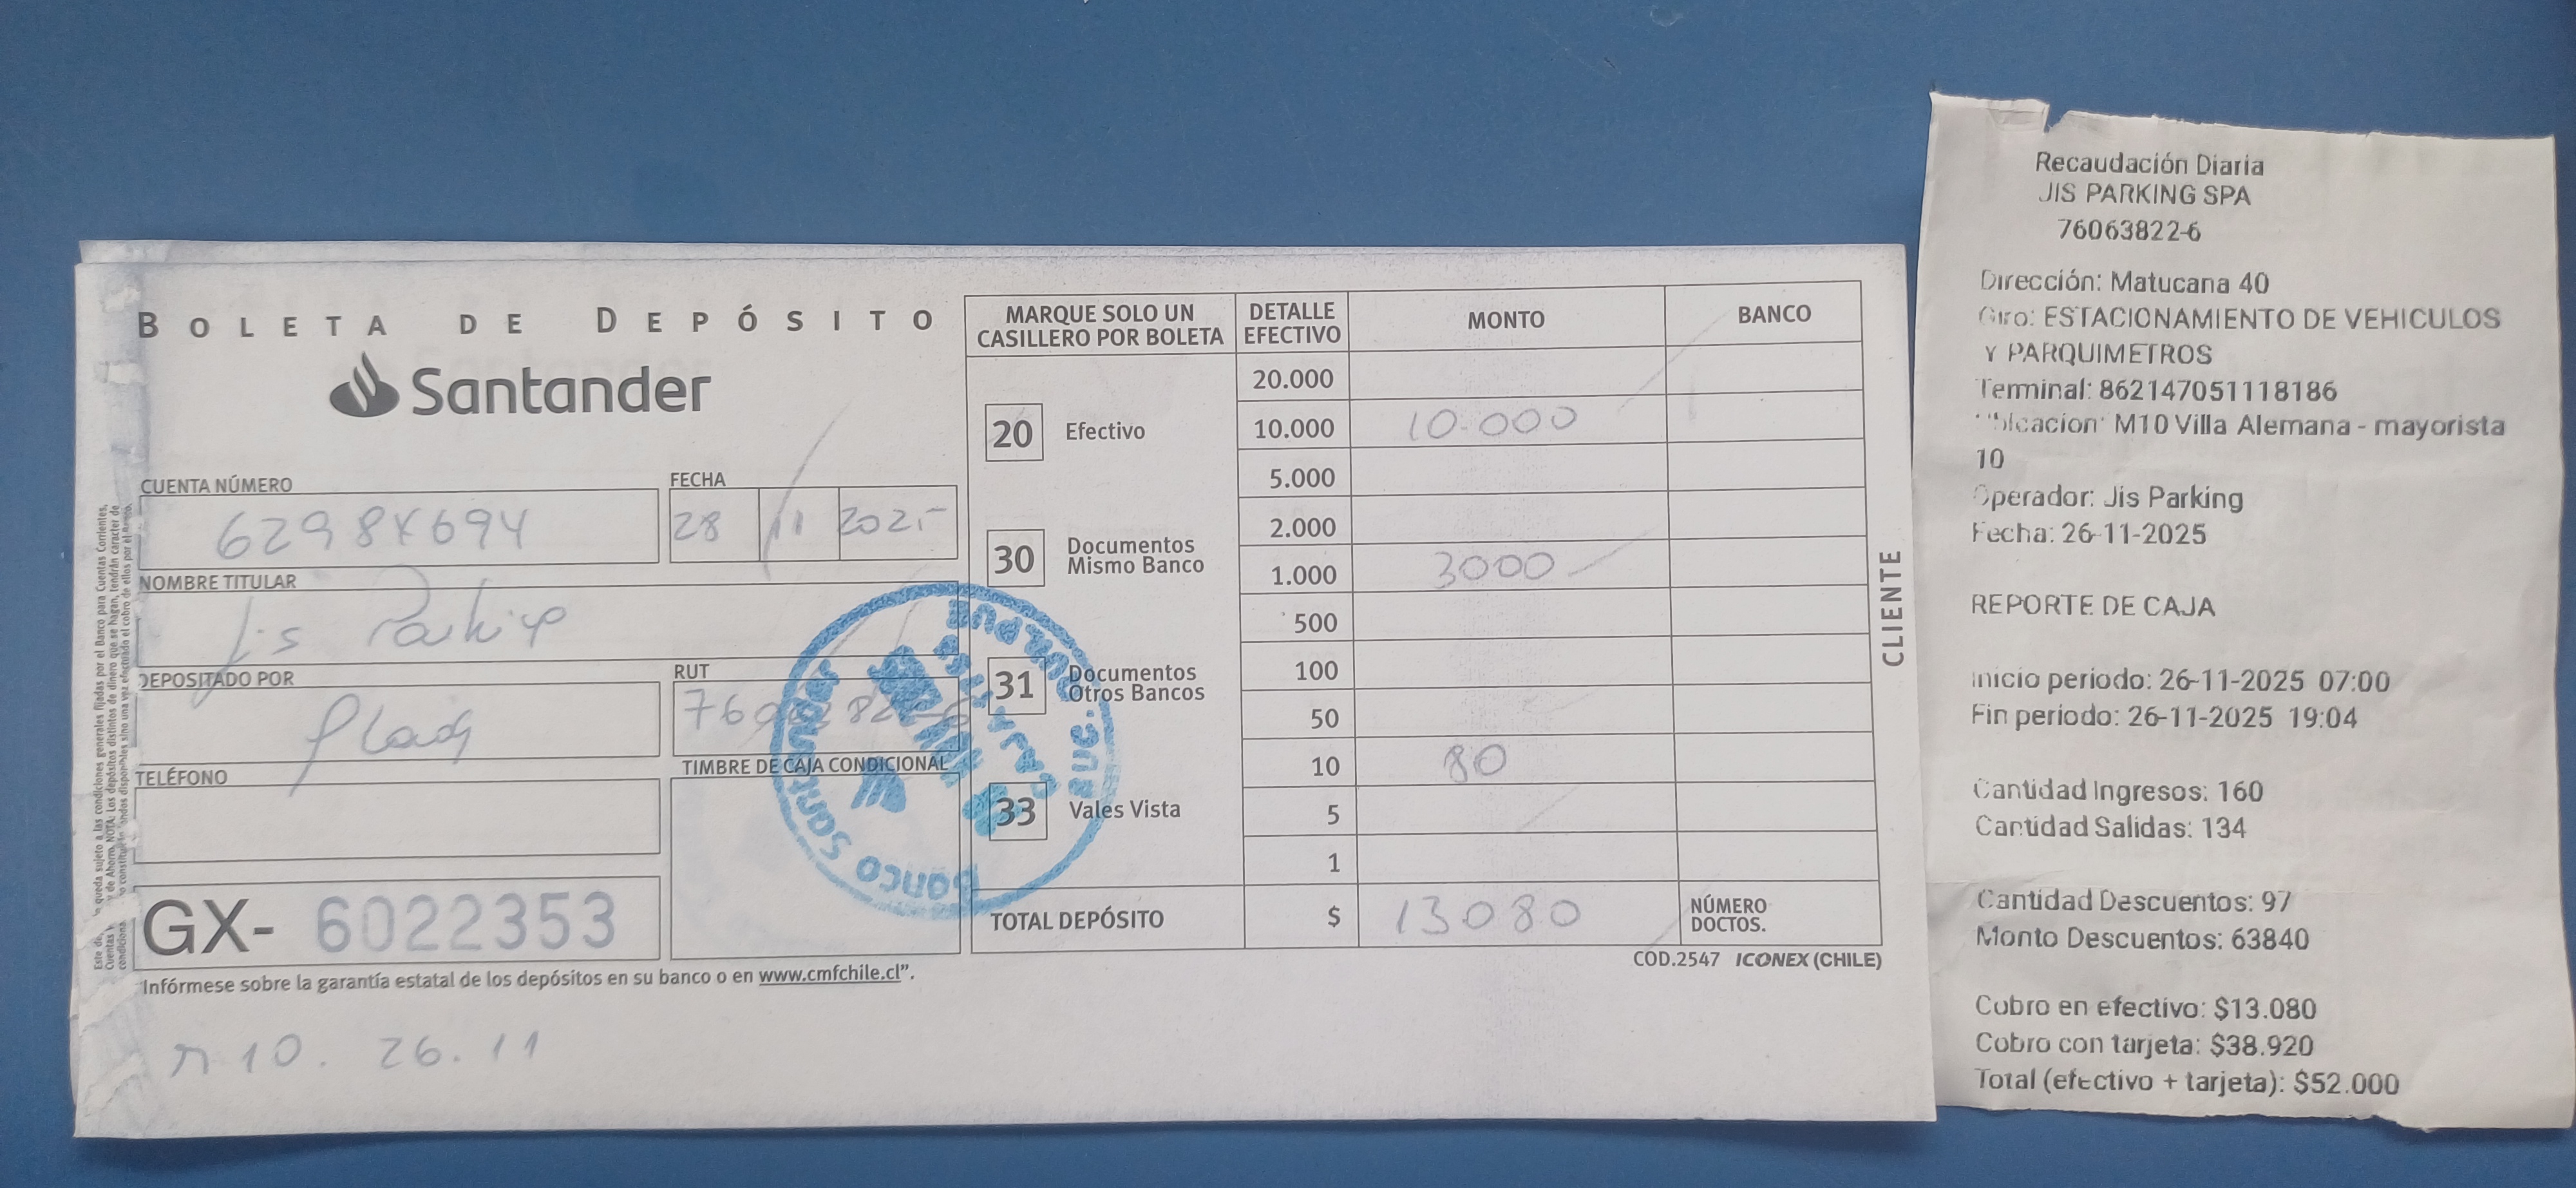 BOLETA DE DEPÓSITO
Santander
CUENTA NÚMERO
FECHA
28 11 202
NOMBRE TITULAR
Jis Parking
DEPOSITADO POR
RUT
TELÉFONO
TIMBRE DE CAJA CONDICIONAL
GX- 6022353
Infórmese sobre la garantía estatal de los depósitos en su banco o en www.cmfchile.cl".
M10. 26.11
MARQUE SOLO UN
CASILLERO POR BOLETA
20 Efectivo
30 Documentos
Mismo Banco
31 Documentos
Otros Bancos
33 Vales Vista
DETALLE
EFECTIVO
MONTO
BANCO
20.000
10.000 10.000
5.000
2.000
1.000 3000
500
100
50
10 80
5
1
TOTAL DEPÓSITO $ 13080
NÚMERO
DOCTOS.
COD.2547 ICONEX (CHILE)
CLIENTE
Banco Santander
Recaudación Diaria
JIS PARKING SPA
76063822-6
Dirección: Matucana 40
Giro: ESTACIONAMIENTO DE VEHICULOS
Y PARQUIMETROS
Terminal: 862147051118186
Ubicacion: M10 Villa Alemana - mayorista
10
Operador: Jis Parking
Fecha: 26-11-2025
REPORTE DE CAJA
Inicio periodo: 26-11-2025 07:00
Fin periodo: 26-11-2025 19:04
Cantidad Ingresos: 160
Cantidad Salidas: 134
Cantidad Descuentos: 97
Monto Descuentos: 63840
Cobro en efectivo: $13.080
Cobro con tarjeta: $38.920
Total (efectivo + tarjeta): $52.000